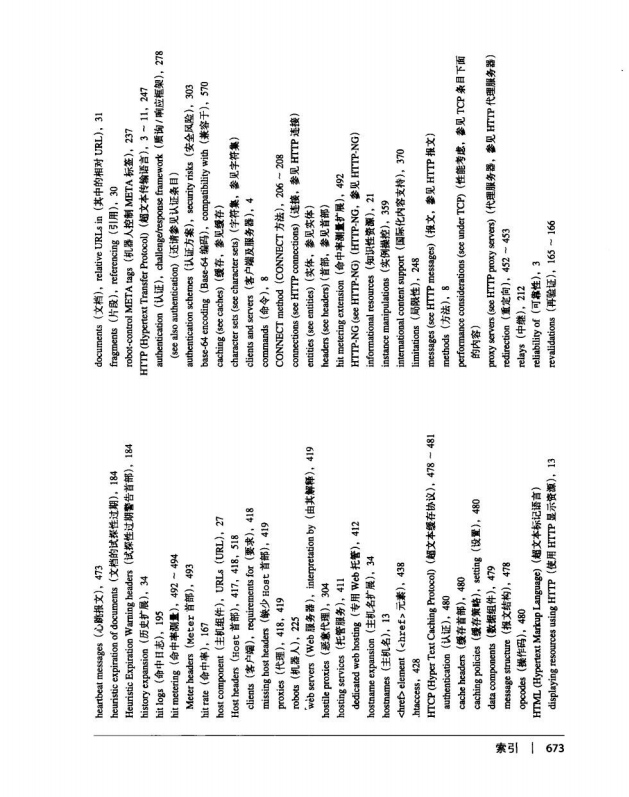 heartbeat messages（心跳报文），473
heuristic expiration of documents（文档的试探性过期），184
Heuristic Expiration Warning headers（试探性过期警告首部），184
history expansion（历史扩展），34
hit logs（命中日志），195
hit metering（命中率测量），492～494
Meter headers（Meter 首部），493
hit rate（命中率），167
host component（主机组件），URLs（URL），27
Host headers（Host 首部），417，418，518
clients（客户端），requirements for（要求），418
missing host headers（缺少 Host 首部），419
proxies（代理），418，419
robots（机器人），225
web servers（Web 服务器），interpretation by（由其解释），419
hostile proxies（恶意代理），304
hosting services（托管服务），411
dedicated web hosting（专用 Web 托管），412
hostname expansion（主机名扩展），34
hostnames（主机名），13
<href> element（<href>元素），438
.htaccess，428
HTCP (Hyper Text Caching Protocol)（超文本缓存协议），478～481
authentication（认证），480
cache headers（缓存首部），480
caching policies（缓存策略），setting（设置），480
data components（数据组件），479
message structure（报文结构），478
opcodes（操作码），480
HTML (Hypertext Markup Language)（超文本标记语言）
displaying resources using HTTP（使用 HTTP 显示资源），13
documents（文档），relative URLs in（其中的相对 URL），31
fragments（片段），referencing（引用），30
robot-control META tags（机器人控制 META 标签），237
HTTP (Hypertext Transfer Protocol)（超文本传输语言），3～11，247
authentication（认证），challenge/response framework（质询 / 响应框架），278
(see also authentication)（还请参见认证条目）
authentication schemes（认证方案），security risks（安全风险），303
base-64 encoding（Base-64 编码），compatibility with（兼容于），570
caching (see caches)（缓存，参见缓存）
character sets (see character sets)（字符集，参见字符集）
clients and servers（客户端及服务器），4
commands（命令），8
CONNECT method（CONNECT 方法），206～208
connections (see HTTP connections)（连接，参见 HTTP 连接）
entities (see entities)（实体，参见实体）
headers (see headers)（首部，参见首部）
hit metering extension（命中率测量扩展），492
HTTP-NG (see HTTP-NG)（HTTP-NG，参见 HTTP-NG）
informational resources（知识性资源），21
instance manipulations（实例操控），359
international content support（国际化内容支持），370
limitations（局限性），248
messages (see HTTP messages)（报文，参见 HTTP 报文）
methods（方法），8
performance considerations (see under TCP)（性能考虑，参见 TCP 条目下面
的内容）
proxy servers (see HTTP proxy servers)（代理服务器，参考 HTTP 代理服务器）
redirection（重定向），452～453
relays（中继），212
reliability of（可靠性），3
revalidations（再验证），165～166
索引 | 673